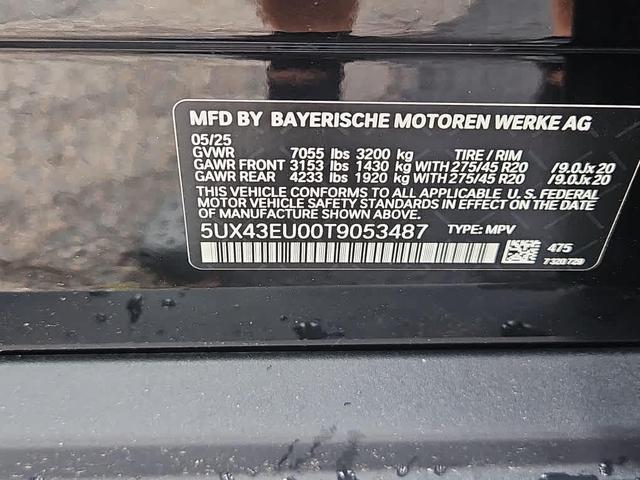 MFD BY BAYERISCHE MOTOREN WERKE AG
05/25
GVWR 7055 lbs 3200 kg TIRE / RIM
GAWR FRONT 3153 lbs 1430 kg WITH 275/45 R20 / 9.0Jx20
GAWR REAR 4233 lbs 1920 kg WITH 275/45 R20 / 9.0Jx20
THIS VEHICLE CONFORMS TO ALL APPLICABLE U.S. FEDERAL
MOTOR VEHICLE SAFETY STANDARDS IN EFFECT ON THE DATE
OF MANUFACTURE SHOWN ABOVE.
5UX43EU00T9053487 TYPE: MPV
475